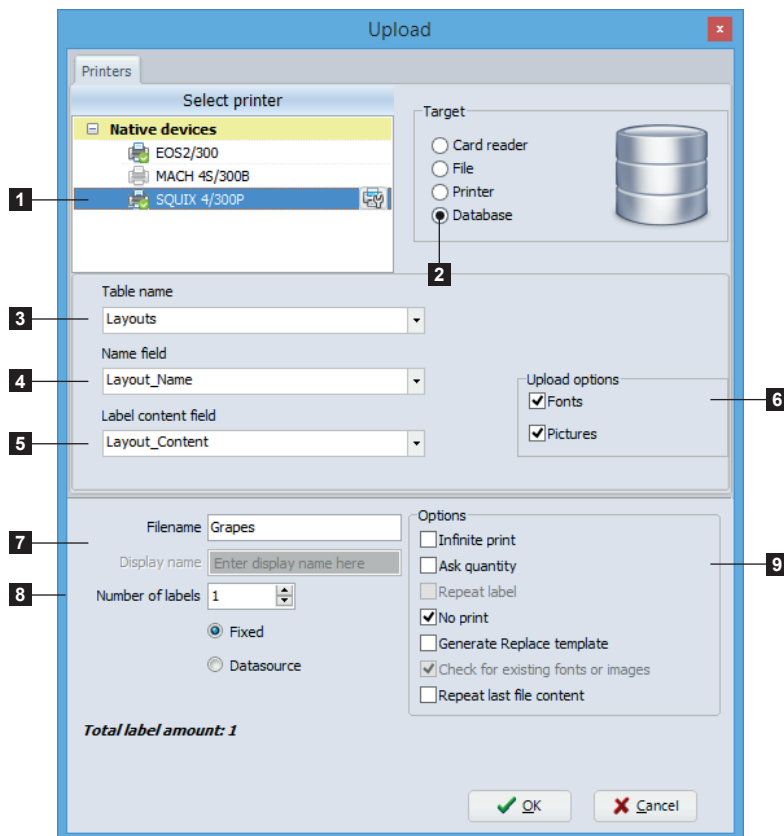 Upload
x
Printers
Select printer
Native devices
EOS2/300
MACH 4S/300B
1
SQUIX 4/300P
Target
Card reader
File
Printer
Database
2
Table name
3
Layouts
Name field
4
Layout_Name
Label content field
5
Layout_Content
Upload options
Fonts
6
Pictures
7
Filename
Grapes
Display name
Enter display name here
8
Number of labels
1
Fixed
Datasource
Total label amount: 1
Options
Infinite print
Ask quantity
9
Repeat label
No print
Generate Replace template
Check for existing fonts or images
Repeat last file content
OK
Cancel